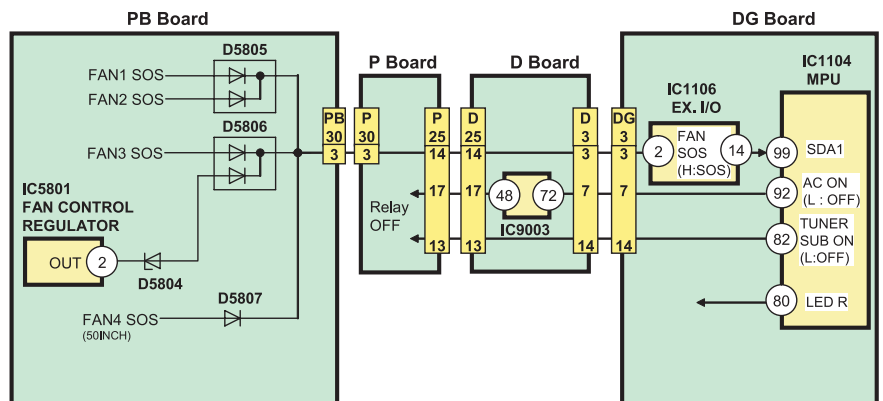 PB Board
D5805
FAN1 SOS
FAN2 SOS
D5806
FAN3 SOS
IC5801
FAN CONTROL
REGULATOR
OUT
2
D5804
D5807
FAN4 SOS
(50INCH)
PB
30
3
P Board
P
30
3
P
25
14
17
13
Relay
OFF
D Board
D
25
14
17
13
48
72
IC9003
D
3
3
7
14
DG Board
DG
3
3
7
14
IC1106
EX. I/O
2
FAN
SOS
(H:SOS)
14
IC1104
MPU
99
SDA1
92
AC ON
(L : OFF)
82
TUNER
SUB ON
(L:OFF)
80
LED R